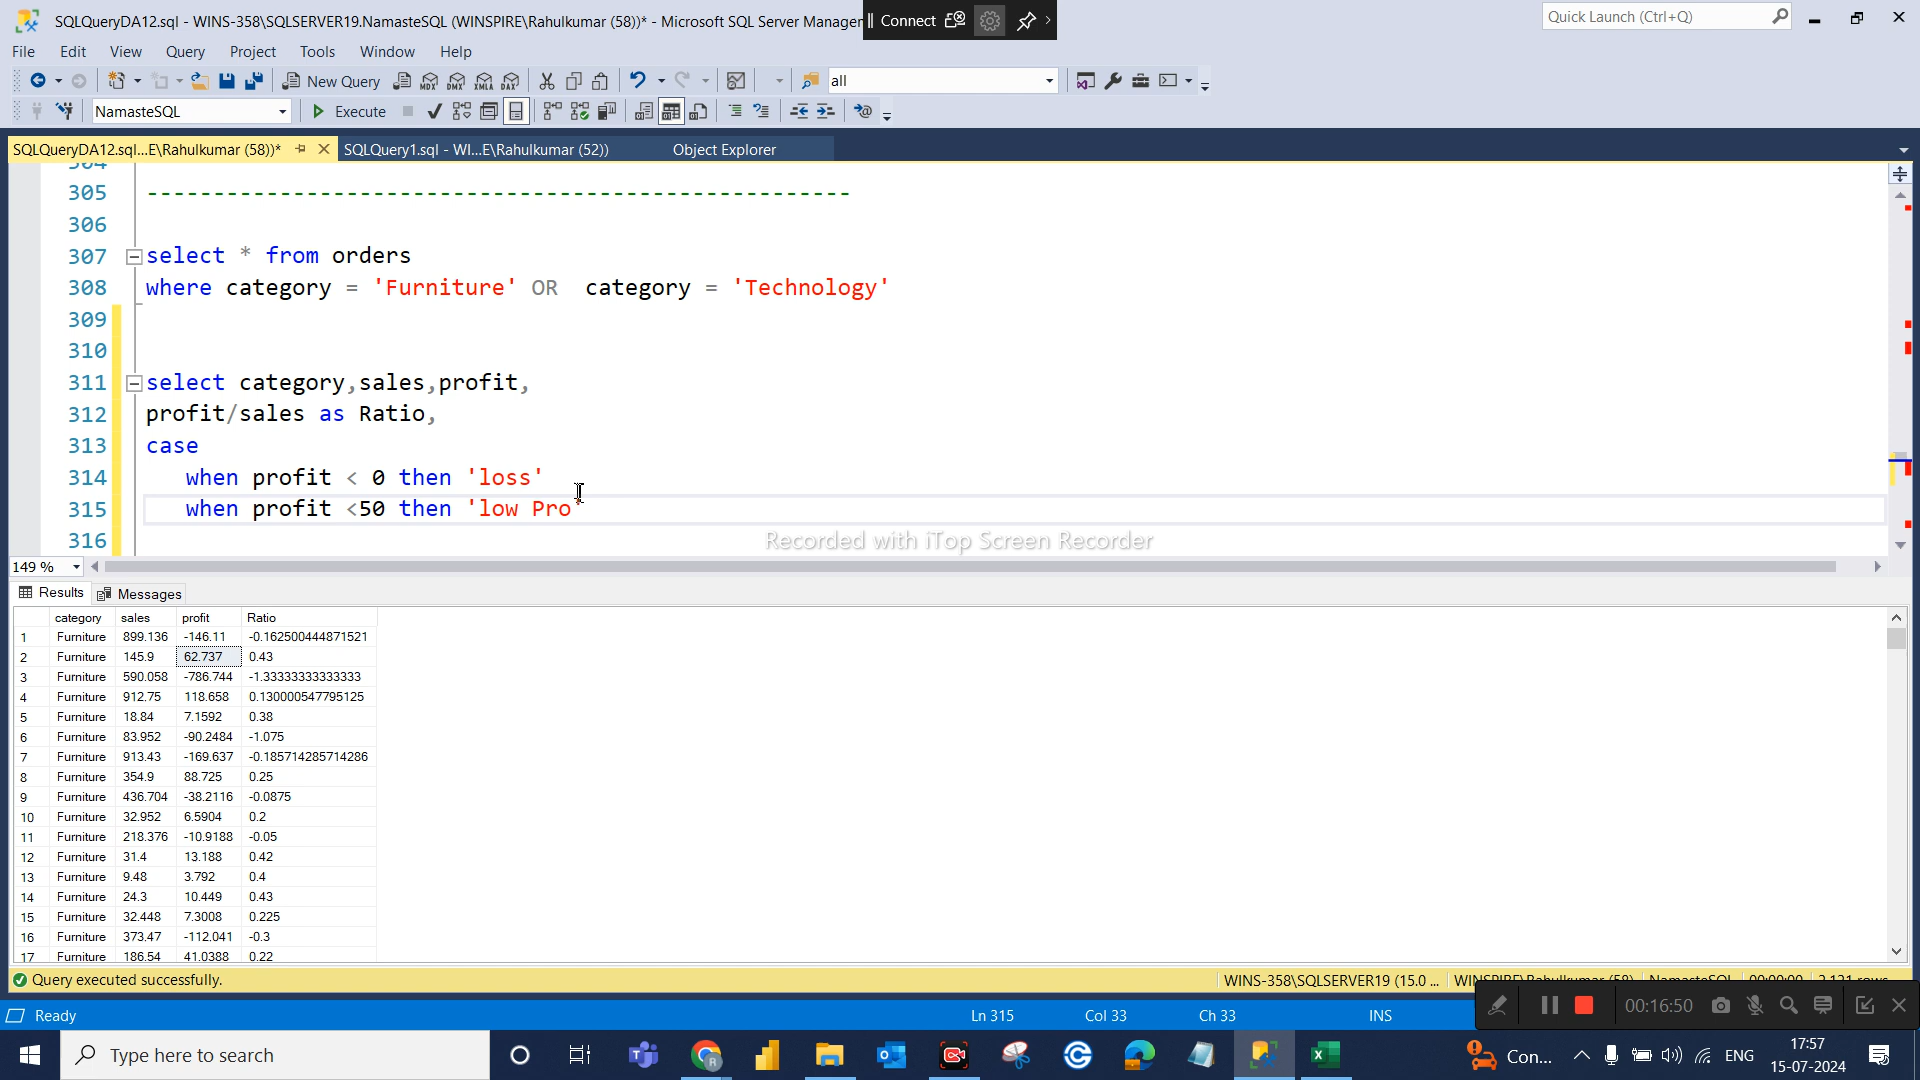 SQLQueryDA12.sql - WINS-358\SQLSERVER19.NamasteSQL (WINSPIRE\Rahulkumar (58))* - Microsoft SQL Server Manager
Connect
Quick Launch (Ctrl+Q)
File Edit View Query Project Tools Window Help
New Query MDX DMX XMLA DAX all
NamasteSQL Execute
SQLQueryDA12.sql...E\Rahulkumar (58))* SQLQuery1.sql - WI...E\Rahulkumar (52)) Object Explorer
304
305 -----------------------------------------------------
306
307 select * from orders
308 where category = 'Furniture' OR  category = 'Technology'
309
310
311 select category,sales,profit,
312 profit/sales as Ratio,
313 case
314 when profit < 0 then 'loss'
315 when profit <50 then 'low Pro'
316
Recorded with iTop Screen Recorder
149 %
Results Messages
category sales profit Ratio
1 Furniture 899.136 -146.11 -0.162500444871521
2 Furniture 145.9 62.737 0.43
3 Furniture 590.058 -786.744 -1.33333333333333
4 Furniture 912.75 118.658 0.130000547795125
5 Furniture 18.84 7.1592 0.38
6 Furniture 83.952 -90.2484 -1.075
7 Furniture 913.43 -169.637 -0.185714285714286
8 Furniture 354.9 88.725 0.25
9 Furniture 436.704 -38.2116 -0.0875
10 Furniture 32.952 6.5904 0.2
11 Furniture 218.376 -10.9188 -0.05
12 Furniture 31.4 13.188 0.42
13 Furniture 9.48 3.792 0.4
14 Furniture 24.3 10.449 0.43
15 Furniture 32.448 7.3008 0.225
16 Furniture 373.47 -112.041 -0.3
17 Furniture 186.54 41.0388 0.22
Query executed successfully. WINS-358\SQLSERVER19 (15.0 ... WINSPIRE\Rahulkumar (58) NamasteSQL 00:00:00 2,121 rows
Ready Ln 315 Col 33 Ch 33 INS 00:16:50
Type here to search Con... ENG 17:57
15-07-2024